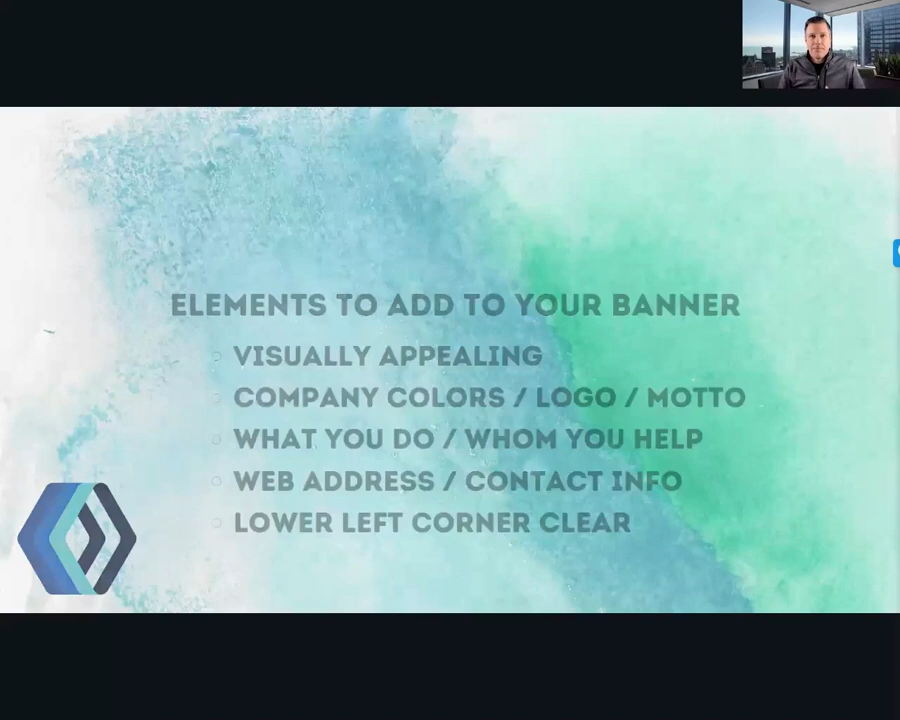 ELEMENTS TO ADD TO YOUR BANNER
VISUALLY APPEALING
COMPANY COLORS / LOGO / MOTTO
WHAT YOU DO / WHOM YOU HELP
WEB ADDRESS / CONTACT INFO
LOWER LEFT CORNER CLEAR